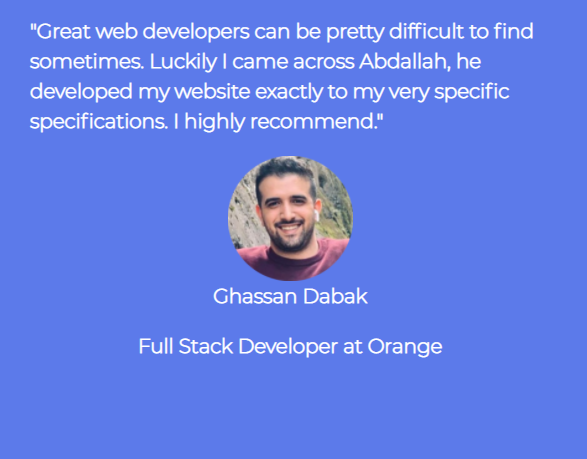 "Great web developers can be pretty difficult to find
sometimes. Luckily I came across Abdallah, he
developed my website exactly to my very specific
specifications. I highly recommend."
Ghassan Dabak
Full Stack Developer at Orange